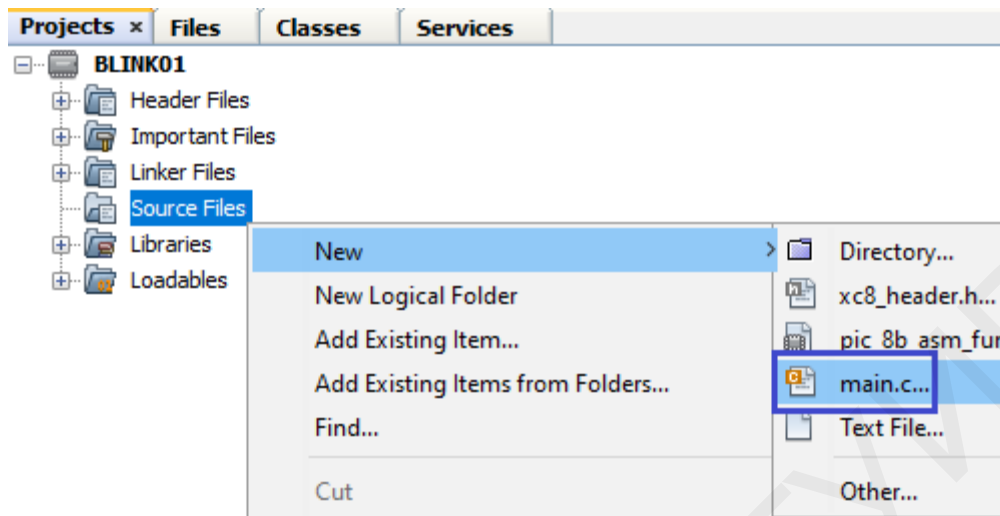 Projects × Files Classes Services
BLINK01
Header Files
Important Files
Linker Files
Source Files
Libraries
Loadables
New
New Logical Folder
Add Existing Item...
Add Existing Items from Folders...
Find...
Cut
Directory...
xc8_header.h...
pic_8b_asm_fur
main.c...
Text File...
Other...